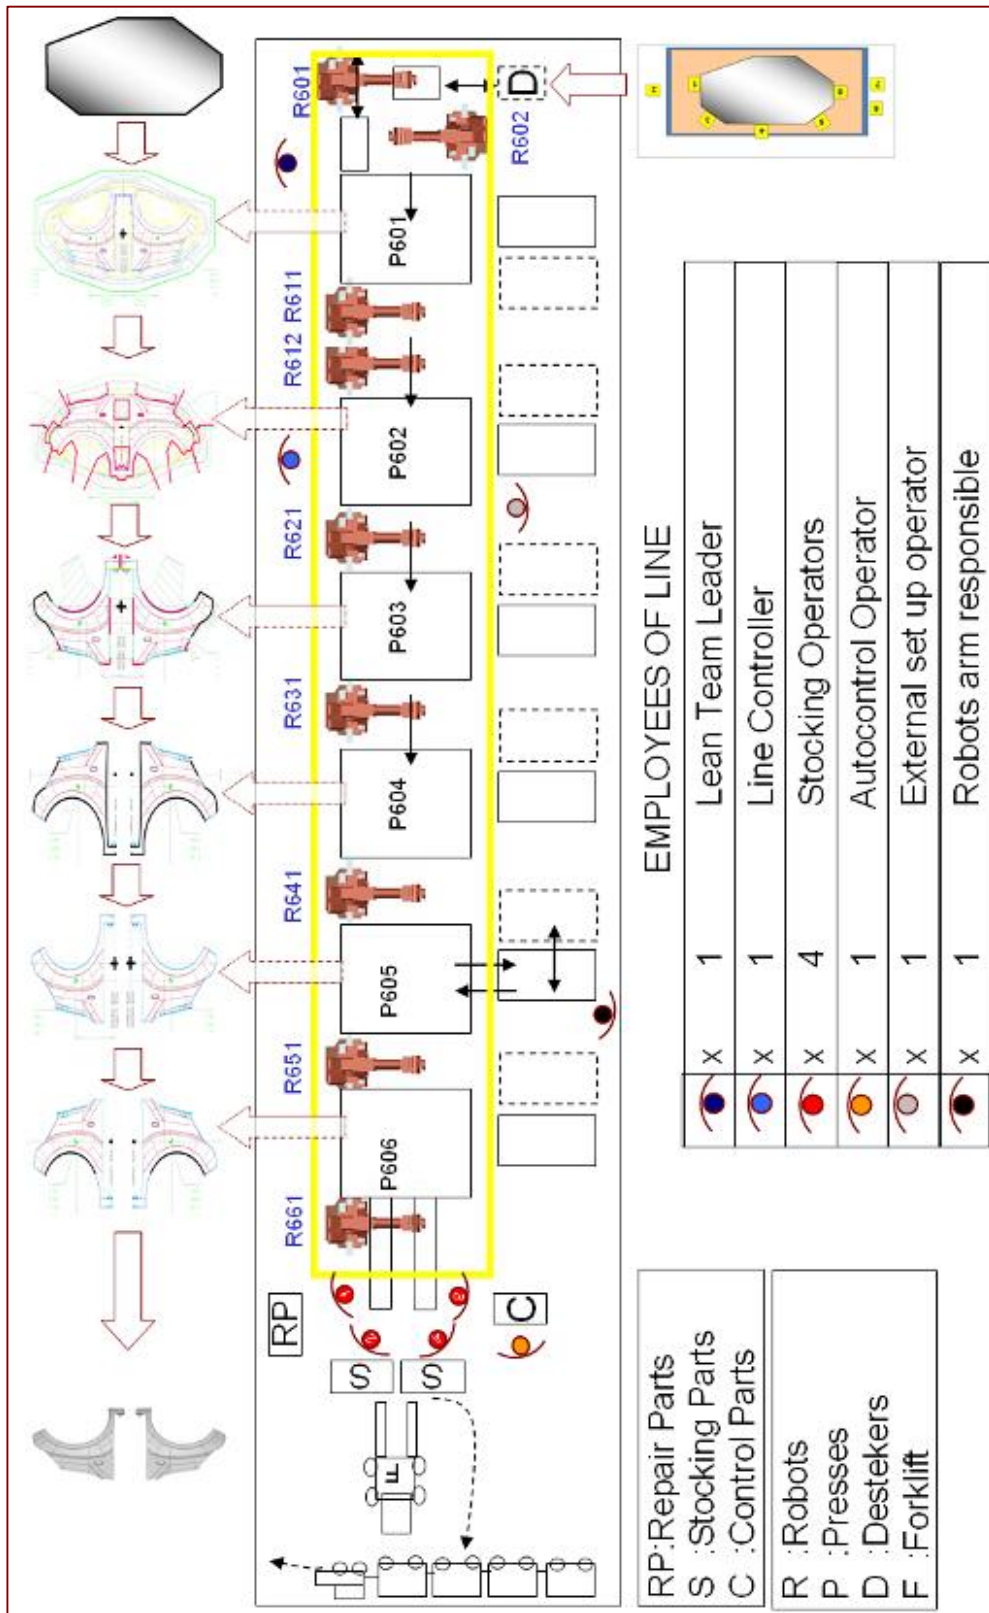 R601
D
R602
P601
R611
R612
P602
R621
P603
R631
P604
R641
P605
R651
P606
R661
RP
C
S
S
F
EMPLOYEES OF LINE
x 1 Lean Team Leader
x 1 Line Controller
x 4 Stocking Operators
x 1 Autocontrol Operator
x 1 External set up operator
x 1 Robots arm responsible
RP:Repair Parts
S :Stocking Parts
C :Control Parts
R :Robots
P :Presses
D :Destekers
F :Forklift